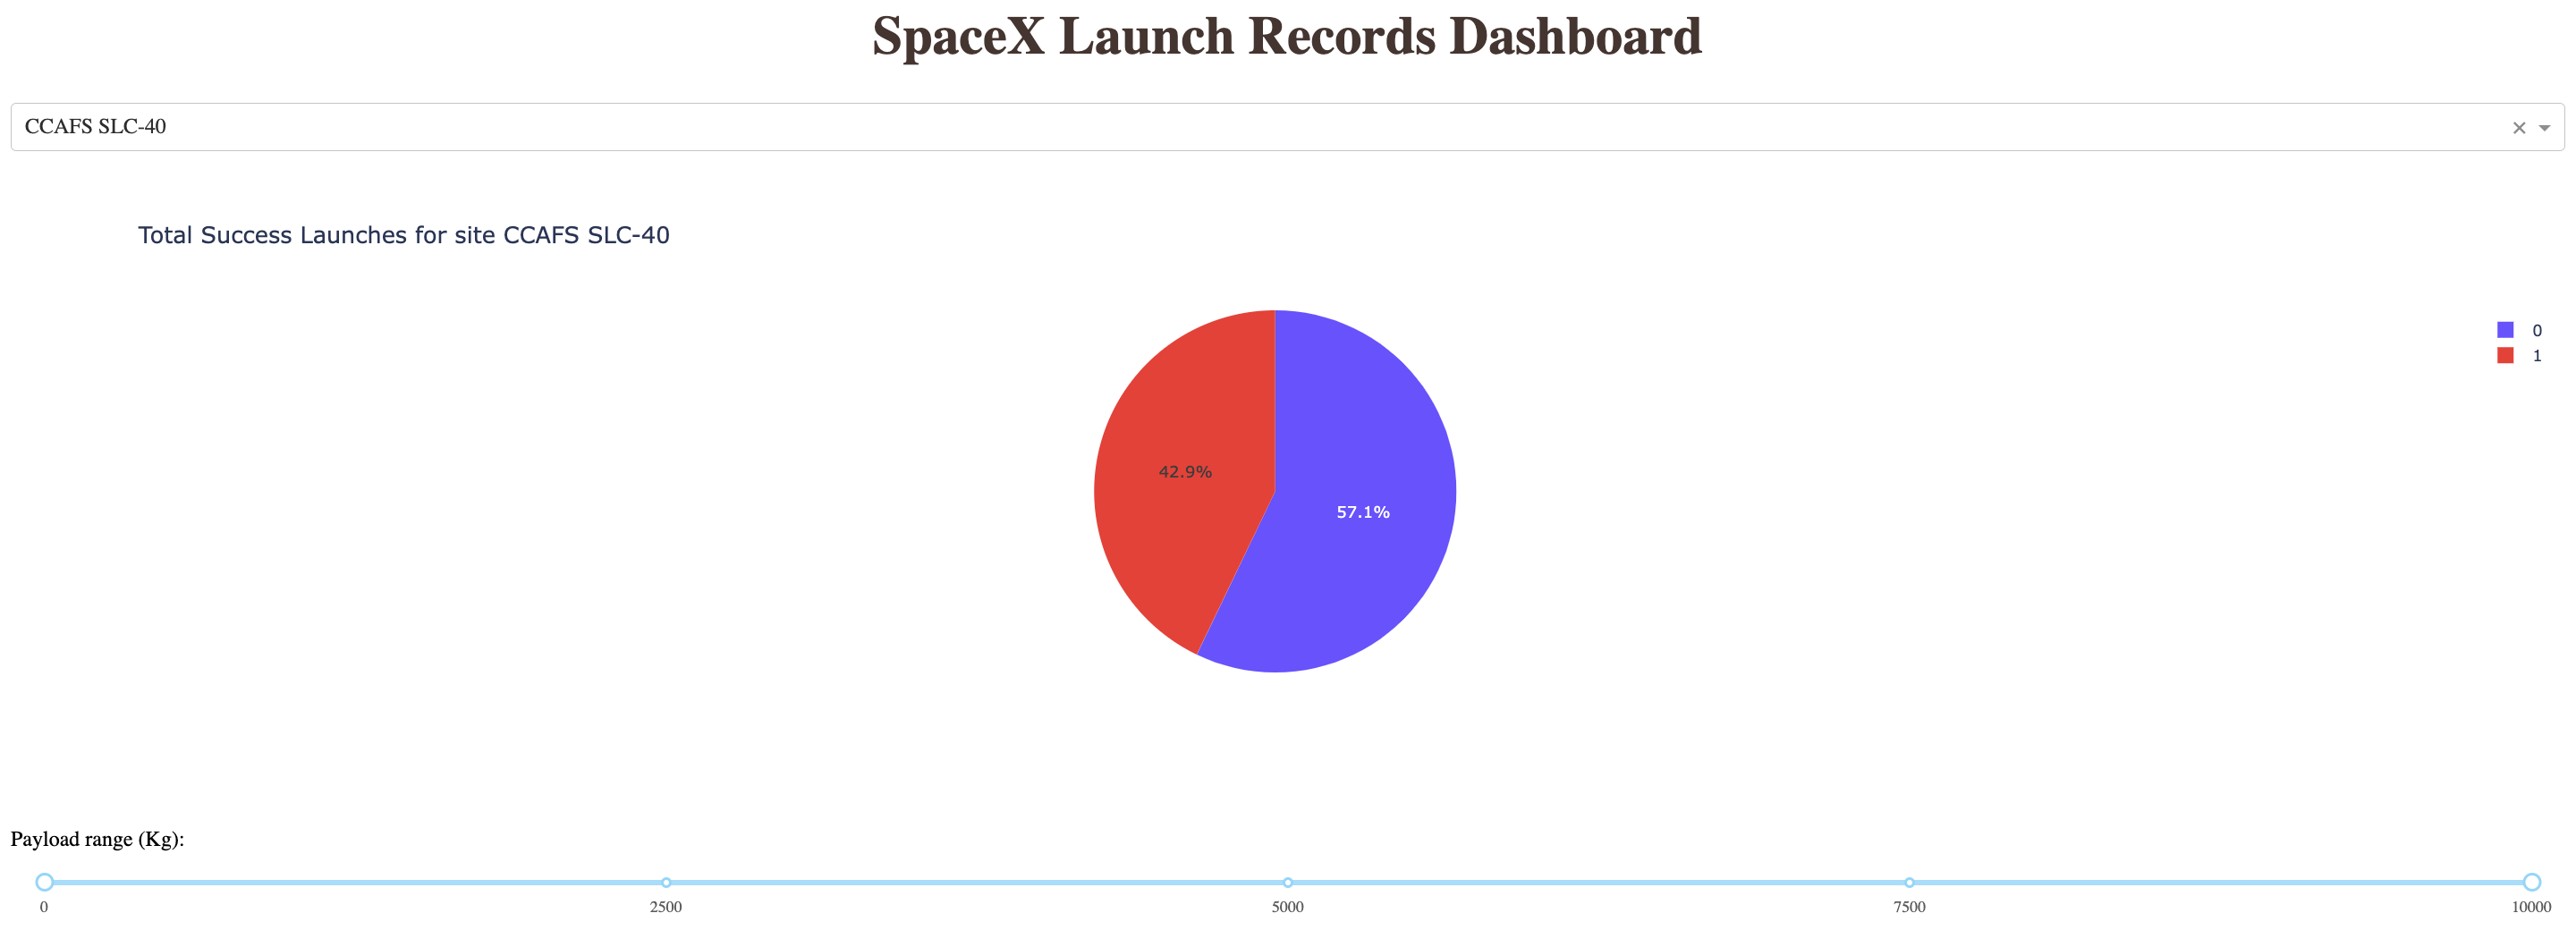 SpaceX Launch Records Dashboard
CCAFS SLC-40
Total Success Launches for site CCAFS SLC-40
0
1
42.9%
57.1%
Payload range (Kg):
0 2500 5000 7500 10000